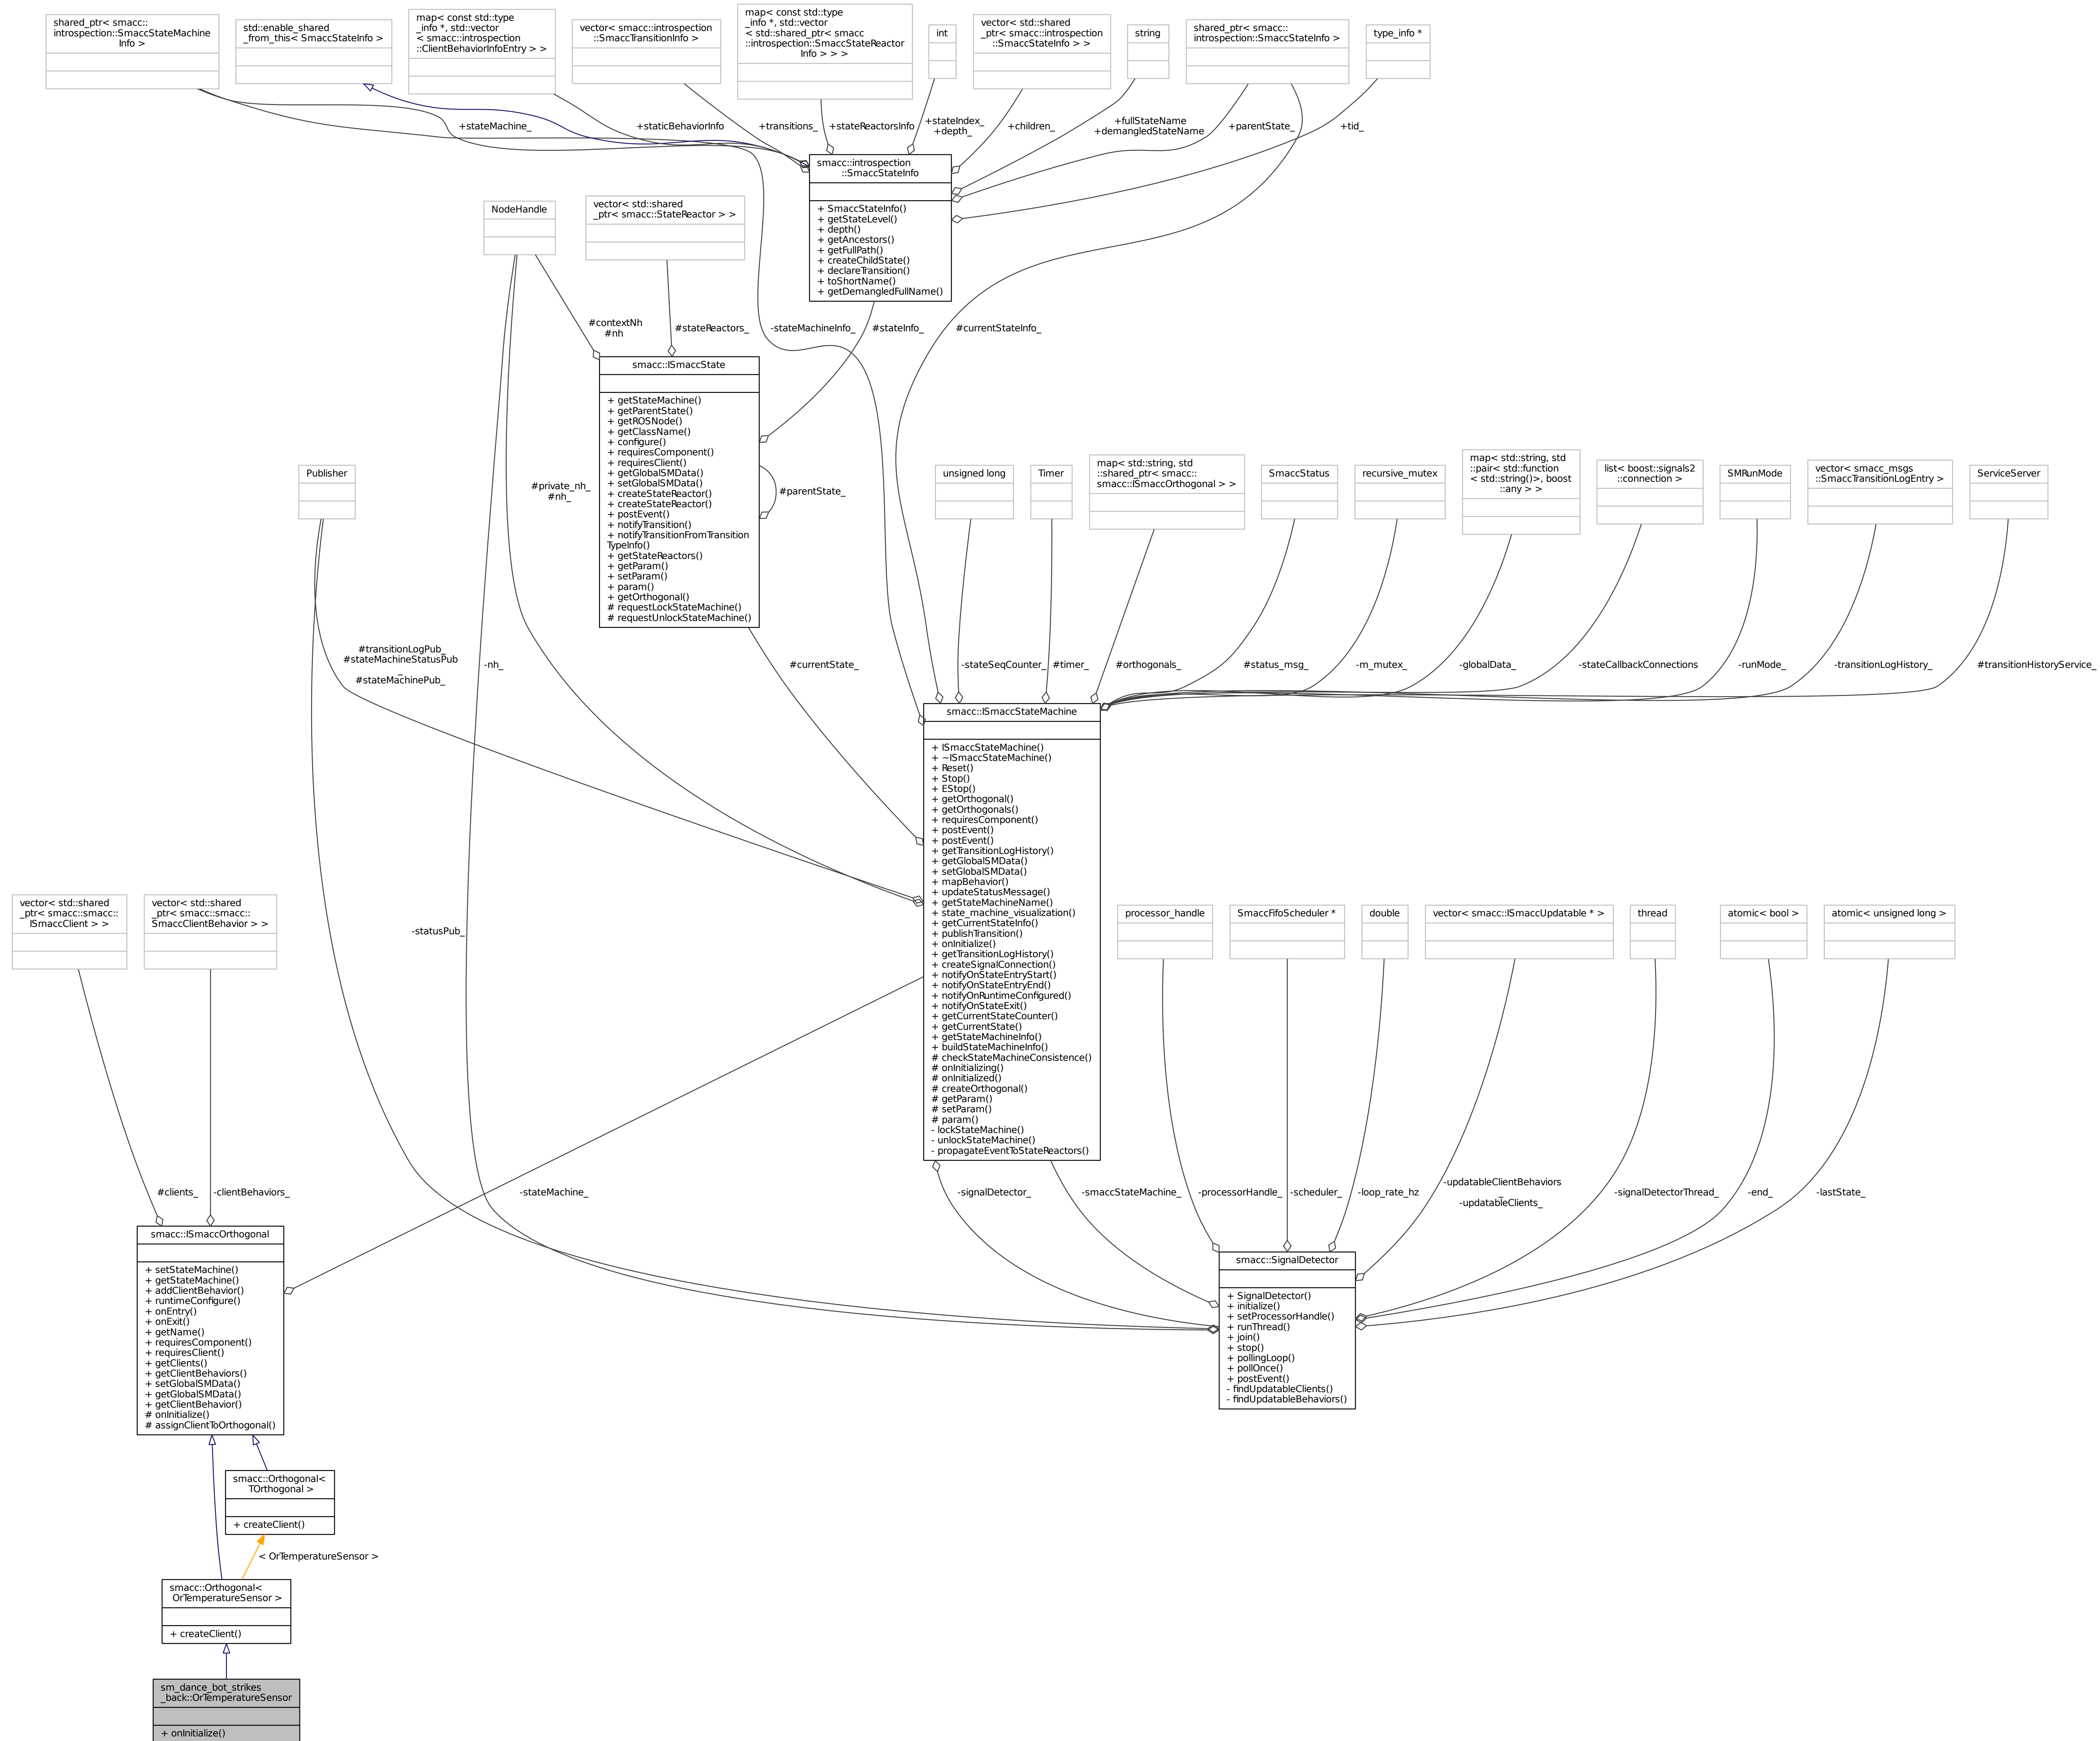 shared_ptr< smacc::
introspection::SmaccStateMachine
Info >
std::enable_shared
_from_this< SmaccStateInfo >
map< const std::type
_info *, std::vector
< smacc::introspection
::ClientBehaviorInfoEntry > >
vector< smacc::introspection
::SmaccTransitionInfo >
map< const std::type
_info *, std::vector
< std::shared_ptr< smacc
::introspection::SmaccStateReactor
Info > > >
int
vector< std::shared
_ptr< smacc::introspection
::SmaccStateInfo > >
string
shared_ptr< smacc::
introspection::SmaccStateInfo >
type_info *
+stateMachine_
+staticBehaviorInfo
+transitions_
+stateReactorsInfo
+stateIndex_
+depth_
+children_
+fullStateName
+demangledStateName
+parentState_
+tid_
smacc::introspection
::SmaccStateInfo
+ SmaccStateInfo()
+ getStateLevel()
+ depth()
+ getAncestors()
+ getFullPath()
+ createChildState()
+ declareTransition()
+ toShortName()
+ getDemangledFullName()
NodeHandle
vector< std::shared
_ptr< smacc::StateReactor > >
#contextNh
#nh
#stateReactors_
-stateMachineInfo_
#stateInfo_
#currentStateInfo_
smacc::ISmaccState
+ getStateMachine()
+ getParentState()
+ getROSNode()
+ getClassName()
+ configure()
+ requiresComponent()
+ requiresClient()
+ getGlobalSMData()
+ setGlobalSMData()
+ createStateReactor()
+ createStateReactor()
+ postEvent()
+ notifyTransition()
+ notifyTransitionFromTransition
TypeInfo()
+ getStateReactors()
+ getParam()
+ setParam()
+ param()
+ getOrthogonal()
# requestLockStateMachine()
# requestUnlockStateMachine()
#parentState_
Publisher
#private_nh_
#nh_
unsigned long
Timer
map< std::string, std
::shared_ptr< smacc::
smacc::ISmaccOrthogonal > >
SmaccStatus
recursive_mutex
map< std::string, std
::pair< std::function
< std::string()>, boost
::any > >
list< boost::signals2
::connection >
SMRunMode
vector< smacc_msgs
::SmaccTransitionLogEntry >
ServiceServer
#transitionLogPub_
#stateMachineStatusPub
_
#stateMachinePub_
-nh_
#currentState_
-stateSeqCounter_
#timer_
#orthogonals_
#status_msg_
-m_mutex_
-globalData_
-stateCallbackConnections
-runMode_
-transitionLogHistory_
#transitionHistoryService_
smacc::ISmaccStateMachine
+ ISmaccStateMachine()
+ ~ISmaccStateMachine()
+ Reset()
+ Stop()
+ EStop()
+ getOrthogonal()
+ getOrthogonals()
+ requiresComponent()
+ postEvent()
+ postEvent()
+ getTransitionLogHistory()
+ getGlobalSMData()
+ setGlobalSMData()
+ mapBehavior()
+ updateStatusMessage()
+ getStateMachineName()
+ state_machine_visualization()
+ getCurrentStateInfo()
+ publishTransition()
+ onInitialize()
+ getTransitionLogHistory()
+ createSignalConnection()
+ notifyOnStateEntryStart()
+ notifyOnStateEntryEnd()
+ notifyOnRuntimeConfigured()
+ notifyOnStateExit()
+ getCurrentStateCounter()
+ getCurrentState()
+ getStateMachineInfo()
+ buildStateMachineInfo()
# checkStateMachineConsistence()
# onInitializing()
# onInitialized()
# createOrthogonal()
# getParam()
# setParam()
# param()
- lockStateMachine()
- unlockStateMachine()
- propagateEventToStateReactors()
vector< std::shared
_ptr< smacc::smacc::
ISmaccClient > >
vector< std::shared
_ptr< smacc::smacc::
SmaccClientBehavior > >
-statusPub_
processor_handle
SmaccFifoScheduler *
double
vector< smacc::ISmaccUpdatable * >
thread
atomic< bool >
atomic< unsigned long >
#clients_
-clientBehaviors_
-stateMachine_
-signalDetector_
-smaccStateMachine_
-processorHandle_
-scheduler_
-loop_rate_hz
-updatableClientBehaviors
_
-updatableClients_
-signalDetectorThread_
-end_
-lastState_
smacc::ISmaccOrthogonal
+ setStateMachine()
+ getStateMachine()
+ addClientBehavior()
+ runtimeConfigure()
+ onEntry()
+ onExit()
+ getName()
+ requiresComponent()
+ requiresClient()
+ getClients()
+ getClientBehaviors()
+ setGlobalSMData()
+ getGlobalSMData()
+ getClientBehavior()
# onInitialize()
# assignClientToOrthogonal()
smacc::SignalDetector
+ SignalDetector()
+ initialize()
+ setProcessorHandle()
+ runThread()
+ join()
+ stop()
+ pollingLoop()
+ pollOnce()
+ postEvent()
- findUpdatableClients()
- findUpdatableBehaviors()
smacc::Orthogonal<
TOrthogonal >
+ createClient()
< OrTemperatureSensor >
smacc::Orthogonal<
OrTemperatureSensor >
+ createClient()
sm_dance_bot_strikes
_back::OrTemperatureSensor
+ onInitialize()